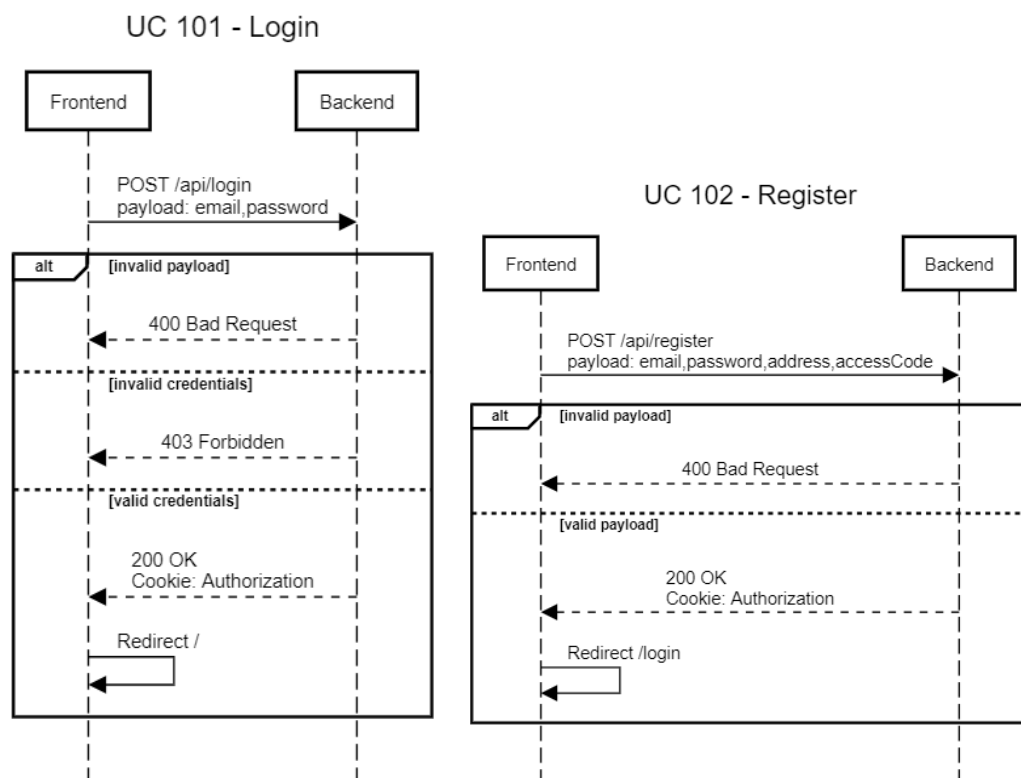 UC 101 - Login
Frontend
Backend
POST /api/login
payload: email,password
alt
[invalid payload]
400 Bad Request
[invalid credentials]
403 Forbidden
[valid credentials]
200 OK
Cookie: Authorization
Redirect /
UC 102 - Register
Frontend
Backend
POST /api/register
payload: email,password,address,accessCode
alt
[invalid payload]
400 Bad Request
[valid payload]
200 OK
Cookie: Authorization
Redirect /login